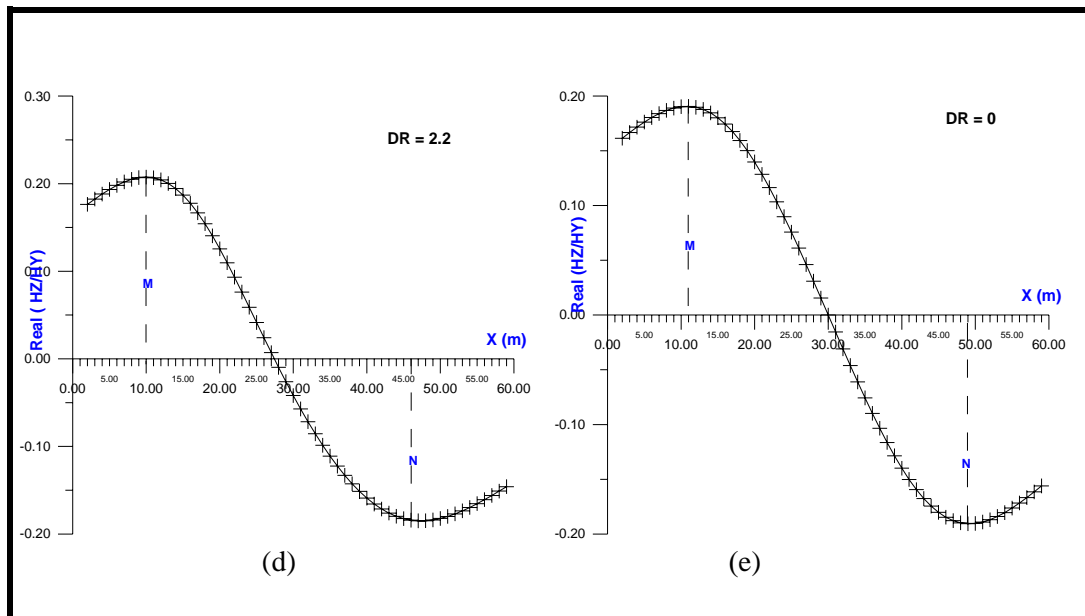 0.30
DR = 2.2
0.20
Real ( HZ/HY)
0.10
M
X (m)
0.00
5.00 15.00 25.00 35.00 45.00 55.00
0.00 10.00 20.00 30.00 40.00 50.00 60.00
-0.10
N
-0.20
(d)
0.20
DR = 0
0.10
Real (HZ/HY)
M
X (m)
0.00
5.00 15.00 25.00 35.00 45.00 55.00
0.00 10.00 20.00 30.00 40.00 50.00 60.00
-0.10
N
-0.20
(e)